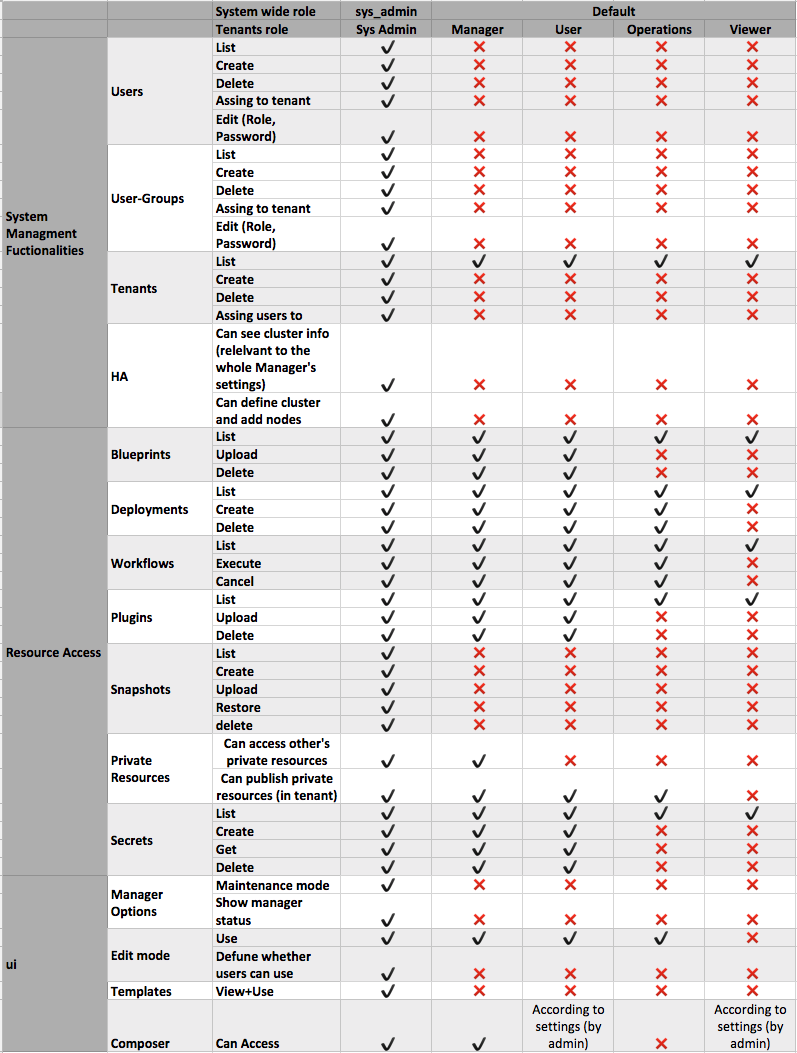 System wide role sys_admin Default
Tenants role Sys Admin Manager User Operations Viewer
System
Managment
Fuctionalities
Users
List
Create
Delete
Assing to tenant
Edit (Role,
Password)
User-Groups
List
Create
Delete
Assing to tenant
Edit (Role,
Password)
Tenants
List
Create
Delete
Assing users to
HA
Can see cluster info
(relelvant to the
whole Manager's
settings)
Can define cluster
and add nodes
Resource Access
Blueprints
List
Upload
Delete
Deployments
List
Create
Delete
Workflows
List
Execute
Cancel
Plugins
List
Upload
Delete
Snapshots
List
Create
Upload
Restore
delete
Private
Resources
Can access other's
private resources
Can publish private
resources (in tenant)
Secrets
List
Create
Get
Delete
ui
Manager
Options
Maintenance mode
Show manager
status
Edit mode
Use
Defune whether
users can use
Templates
View+Use
Composer
Can Access
According to
settings (by
admin)
According to
settings (by
admin)